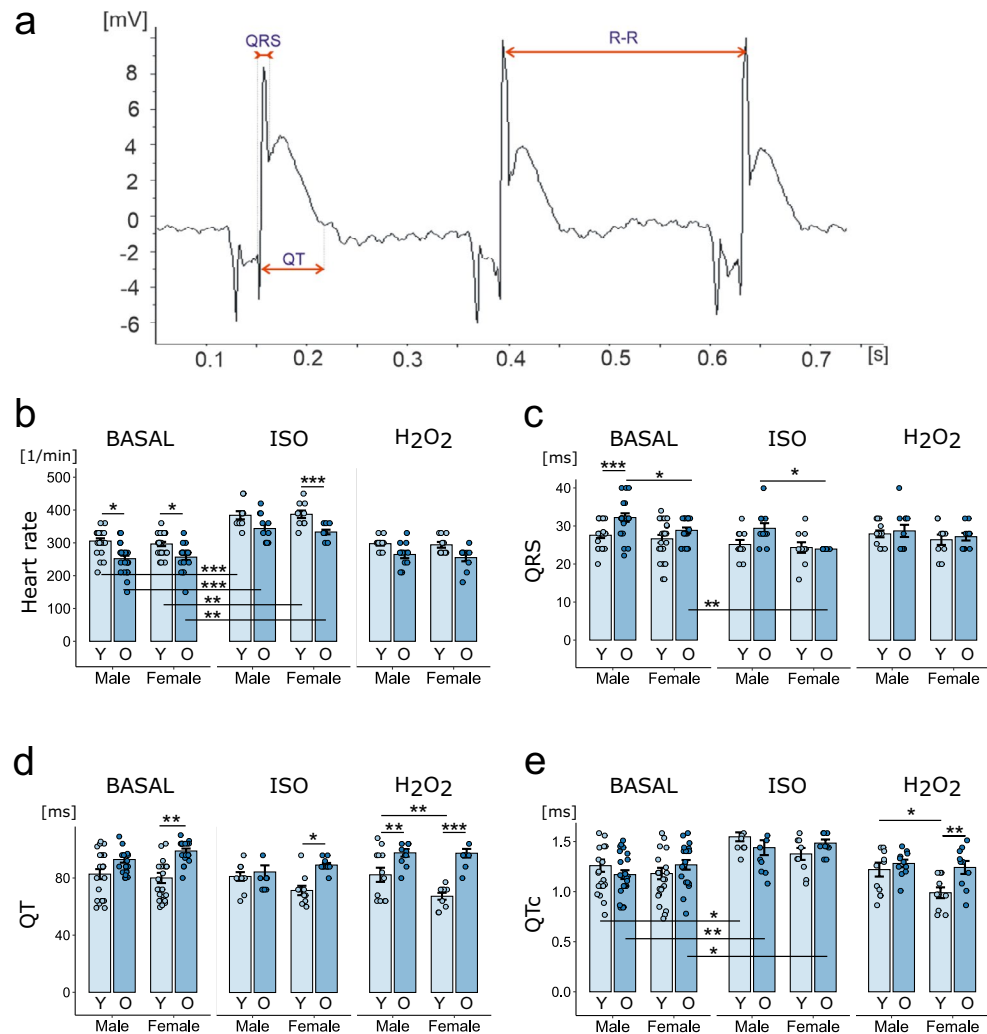 a
[mV]
QRS
R-R
QT
8
6
4
2
0
-2
-4
-6
0.1 0.2 0.3 0.4 0.5 0.6 0.7 [s]
b
BASAL ISO H2O2
[1/min]
Heart rate
500
400
300
200
100
0
* * ***
***
***
**
**
Y O Y O Y O Y O Y O Y O
Male Female Male Female Male Female
c
BASAL ISO H2O2
[ms]
QRS
40
30
20
10
0
*** * *
**
Y O Y O Y O Y O Y O Y O
Male Female Male Female Male Female
d
BASAL ISO H2O2
[ms]
QT
80
40
0
** * ** ** ***
Y O Y O Y O Y O Y O Y O
Male Female Male Female Male Female
e
BASAL ISO H2O2
[ms]
QTc
1.5
1.0
0.5
0.0
* **
*
**
*
Y O Y O Y O Y O Y O Y O
Male Female Male Female Male Female